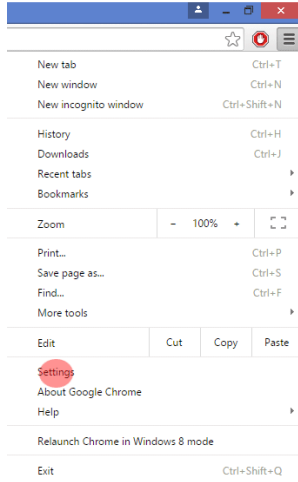 New tab Ctrl+T
New window Ctrl+N
New incognito window Ctrl+Shift+N
History Ctrl+H
Downloads Ctrl+J
Recent tabs
Bookmarks
Zoom - 100% +
Print... Ctrl+P
Save page as... Ctrl+S
Find... Ctrl+F
More tools
Edit Cut Copy Paste
Settings
About Google Chrome
Help
Relaunch Chrome in Windows 8 mode
Exit Ctrl+Shift+Q